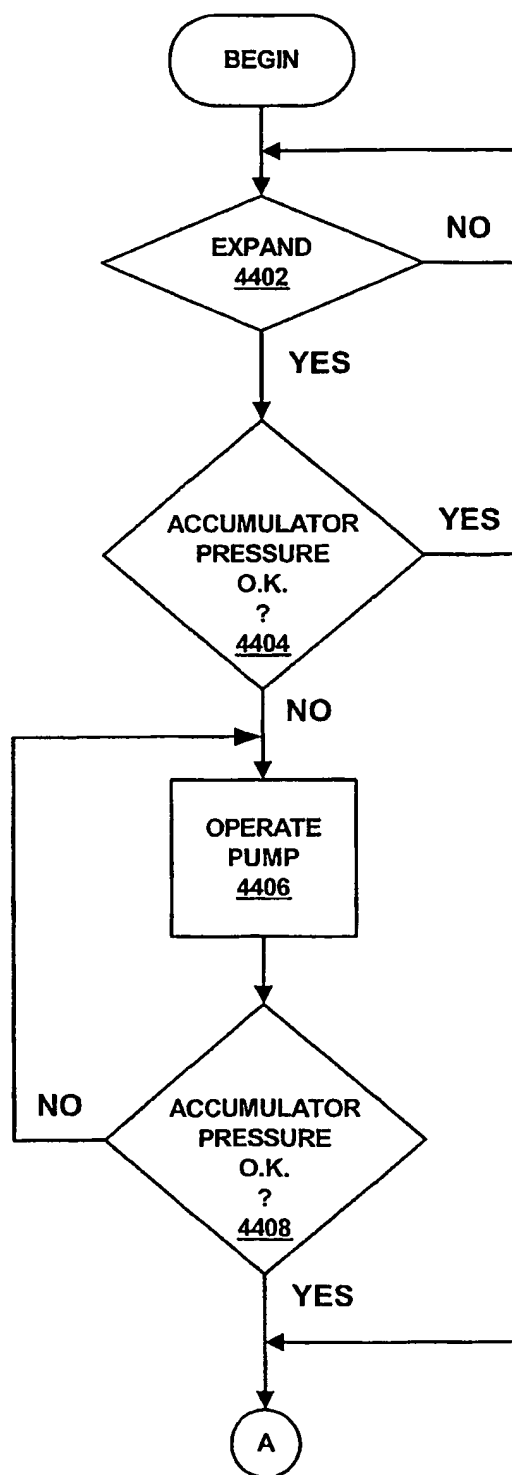 BEGIN
EXPAND
4402
NO
YES
ACCUMULATOR
PRESSURE
O.K.
?
4404
YES
NO
OPERATE
PUMP
4406
ACCUMULATOR
PRESSURE
O.K.
?
4408
NO
YES
A